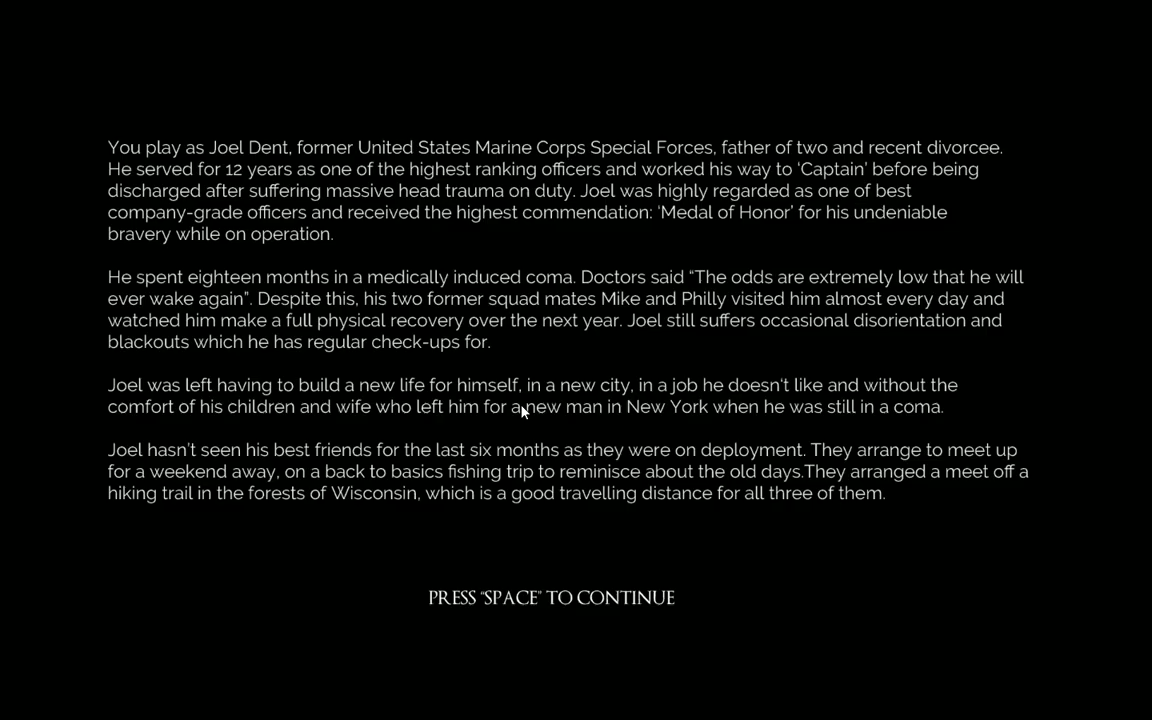 You play as Joel Dent, former United States Marine Corps Special Forces, father of two and recent divorcee.
He served for 12 years as one of the highest ranking officers and worked his way to ‘Captain’ before being
discharged after suffering massive head trauma on duty. Joel was highly regarded as one of best
company-grade officers and received the highest commendation: ‘Medal of Honor’ for his undeniable
bravery while on operation.
He spent eighteen months in a medically induced coma. Doctors said “The odds are extremely low that he will
ever wake again”. Despite this, his two former squad mates Mike and Philly visited him almost every day and
watched him make a full physical recovery over the next year. Joel still suffers occasional disorientation and
blackouts which he has regular check-ups for.
Joel was left having to build a new life for himself, in a new city, in a job he doesn't like and without the
comfort of his children and wife who left him for a new man in New York when he was still in a coma.
Joel hasn’t seen his best friends for the last six months as they were on deployment. They arrange to meet up
for a weekend away, on a back to basics fishing trip to reminisce about the old days.They arranged a meet off a
hiking trail in the forests of Wisconsin, which is a good travelling distance for all three of them.
PRESS “SPACE” TO CONTINUE